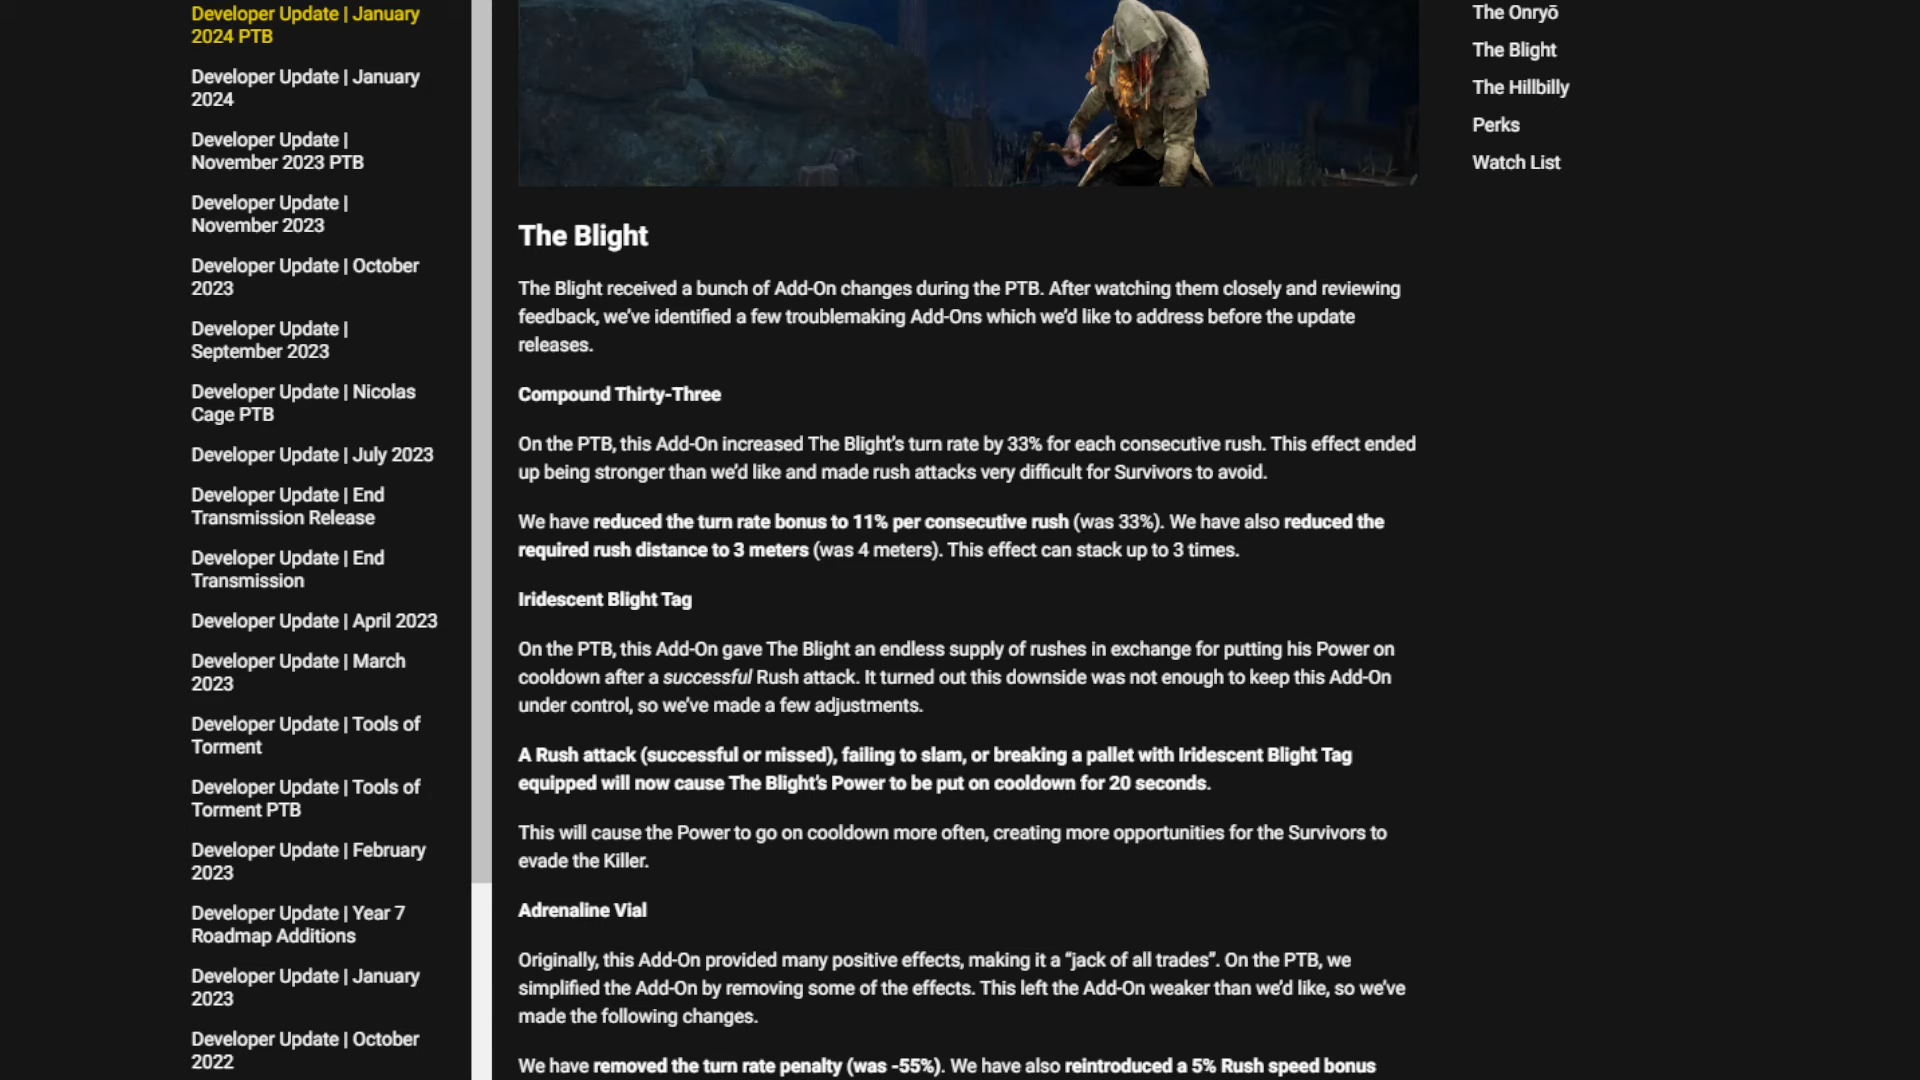 Developer Update | January
2024 PTB
Developer Update | January
2024
Developer Update |
November 2023 PTB
Developer Update |
November 2023
Developer Update | October
2023
Developer Update |
September 2023
Developer Update | Nicolas
Cage PTB
Developer Update | July 2023
Developer Update | End
Transmission Release
Developer Update | End
Transmission
Developer Update | April 2023
Developer Update | March
2023
Developer Update | Tools of
Torment
Developer Update | Tools of
Torment PTB
Developer Update | February
2023
Developer Update | Year 7
Roadmap Additions
Developer Update | January
2023
Developer Update | October
2022
The Blight
The Blight received a bunch of Add-On changes during the PTB. After watching them closely and reviewing
feedback, we’ve identified a few troublemaking Add-Ons which we’d like to address before the update
releases.
Compound Thirty-Three
On the PTB, this Add-On increased The Blight’s turn rate by 33% for each consecutive rush. This effect ended
up being stronger than we’d like and made rush attacks very difficult for Survivors to avoid.
We have reduced the turn rate bonus to 11% per consecutive rush (was 33%). We have also reduced the
required rush distance to 3 meters (was 4 meters). This effect can stack up to 3 times.
Iridescent Blight Tag
On the PTB, this Add-On gave The Blight an endless supply of rushes in exchange for putting his Power on
cooldown after a successful Rush attack. It turned out this downside was not enough to keep this Add-On
under control, so we’ve made a few adjustments.
A Rush attack (successful or missed), failing to slam, or breaking a pallet with Iridescent Blight Tag
equipped will now cause The Blight’s Power to be put on cooldown for 20 seconds.
This will cause the Power to go on cooldown more often, creating more opportunities for the Survivors to
evade the Killer.
Adrenaline Vial
Originally, this Add-On provided many positive effects, making it a “jack of all trades”. On the PTB, we
simplified the Add-On by removing some of the effects. This left the Add-On weaker than we’d like, so we’ve
made the following changes.
We have removed the turn rate penalty (was -55%). We have also reintroduced a 5% Rush speed bonus
The Onryō
The Blight
The Hillbilly
Perks
Watch List